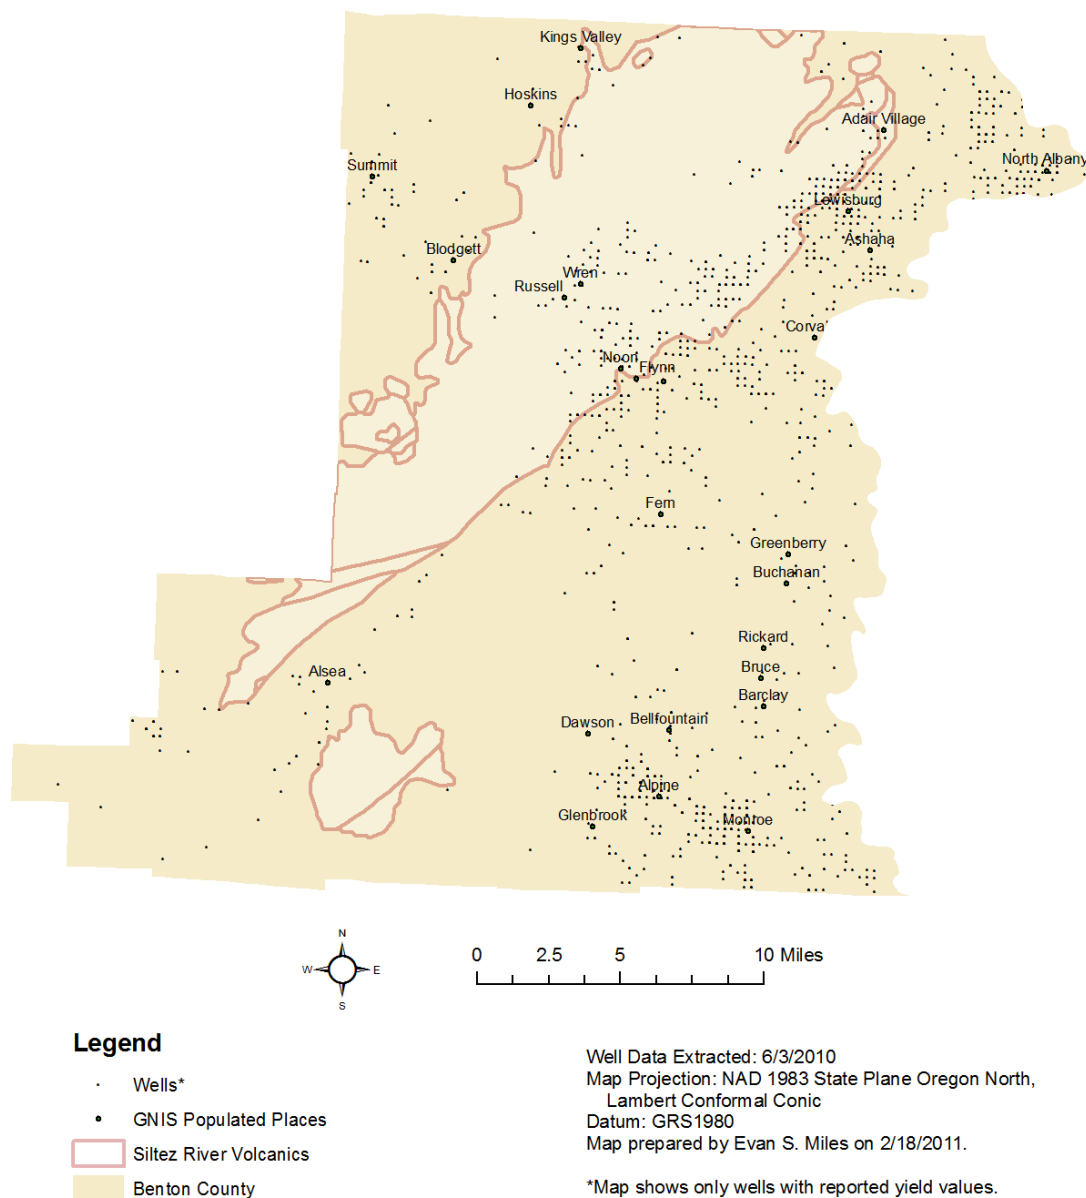 Kings Valley
Hoskins
Adair Village
Summit
North Albany
Lewisburg
Blodgett
Ashaha
Wren
Russell
Corva
Noon
Flynn
Fern
Greenberry
Buchanan
Rickard
Alsea
Bruce
Barclay
Dawson
Bellfountain
Alpine
Glenbrook
Monroe
N
W
E
S
0 2.5 5 10 Miles
Legend
Wells*
GNIS Populated Places
Siltez River Volcanics
Benton County
Well Data Extracted: 6/3/2010
Map Projection: NAD 1983 State Plane Oregon North,
Lambert Conformal Conic
Datum: GRS1980
Map prepared by Evan S. Miles on 2/18/2011.
*Map shows only wells with reported yield values.